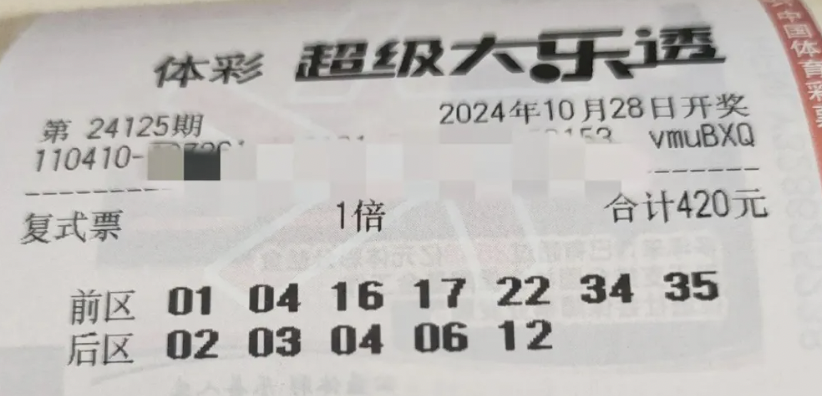 体彩 超级大乐透
第 24125期 2024年10月28日开奖
110410- vmuBXQ
复式票 1倍 合计420元
前区 01 04 16 17 22 34 35
后区 02 03 04 06 12
中国体育彩票